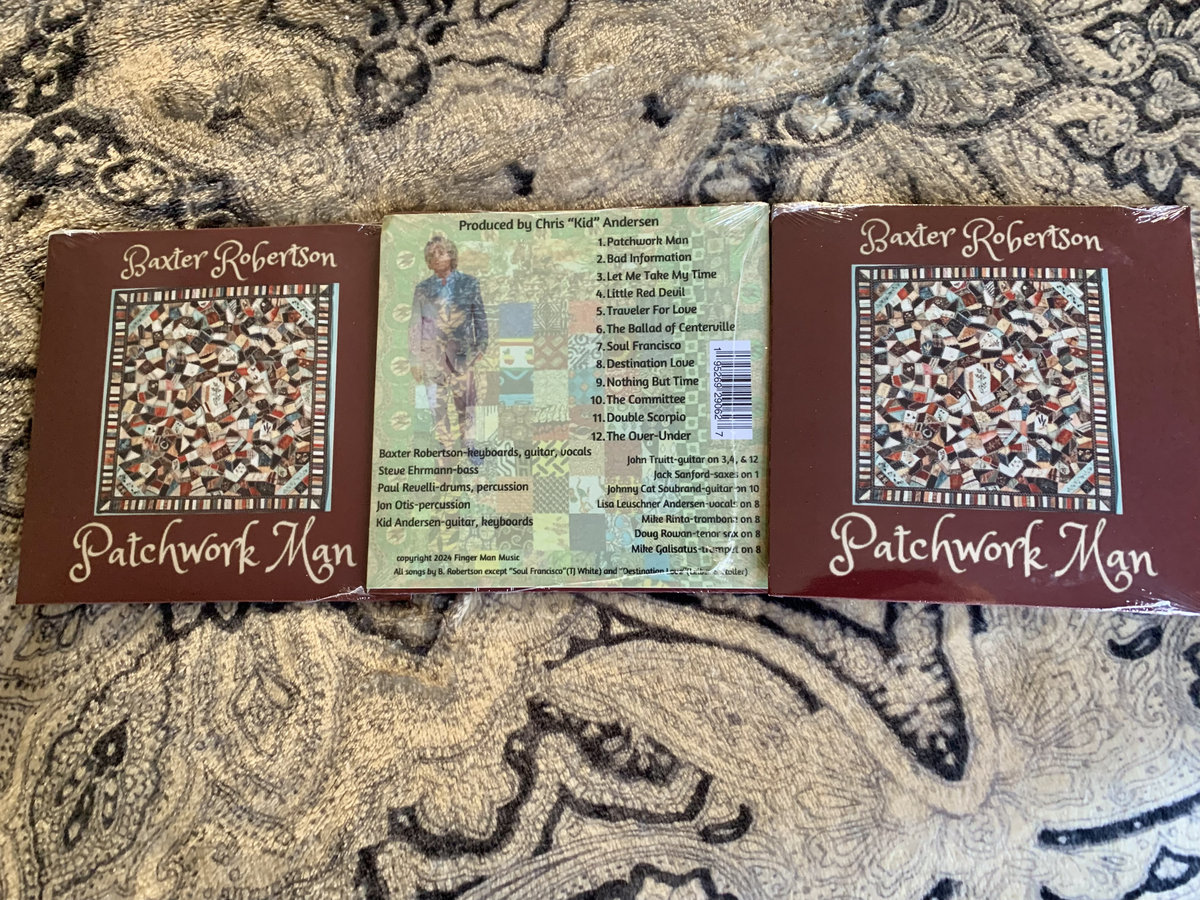 Baxter Robertson
Patchwork Man
Produced by Chris "Kid" Andersen
1. Patchwork Man
2. Bad Information
3. Let Me Take My Time
4. Little Red Devil
5. Traveler For Love
6. The Ballad of Centerville
7. Soul Francisco
8. Destination Love
9. Nothing But Time
10. The Committee
11. Double Scorpio
12. The Over-Under
1 95269 29062 7
Baxter Robertson-keyboards, guitar, vocals
Steve Ehrmann-bass
Paul Revelli-drums, percussion
Jon Otis-percussion
Kid Andersen-guitar, keyboards
John Truitt-guitar on 3,4, & 12
Jack Sanford-saxes on 1
Johnny Cat Soubrand-guitar on 10
Lisa Leuschner Andersen-vocals on 8
Mike Rinta-trombone on 8
Doug Rowan-tenor sax on 8
Mike Galisatus-trumpet on 8
copyright 2024 Finger Man Music
All songs by B. Robertson except "Soul Francisco"(TJ White) and "Destination Love"
Baxter Robertson
Patchwork Man